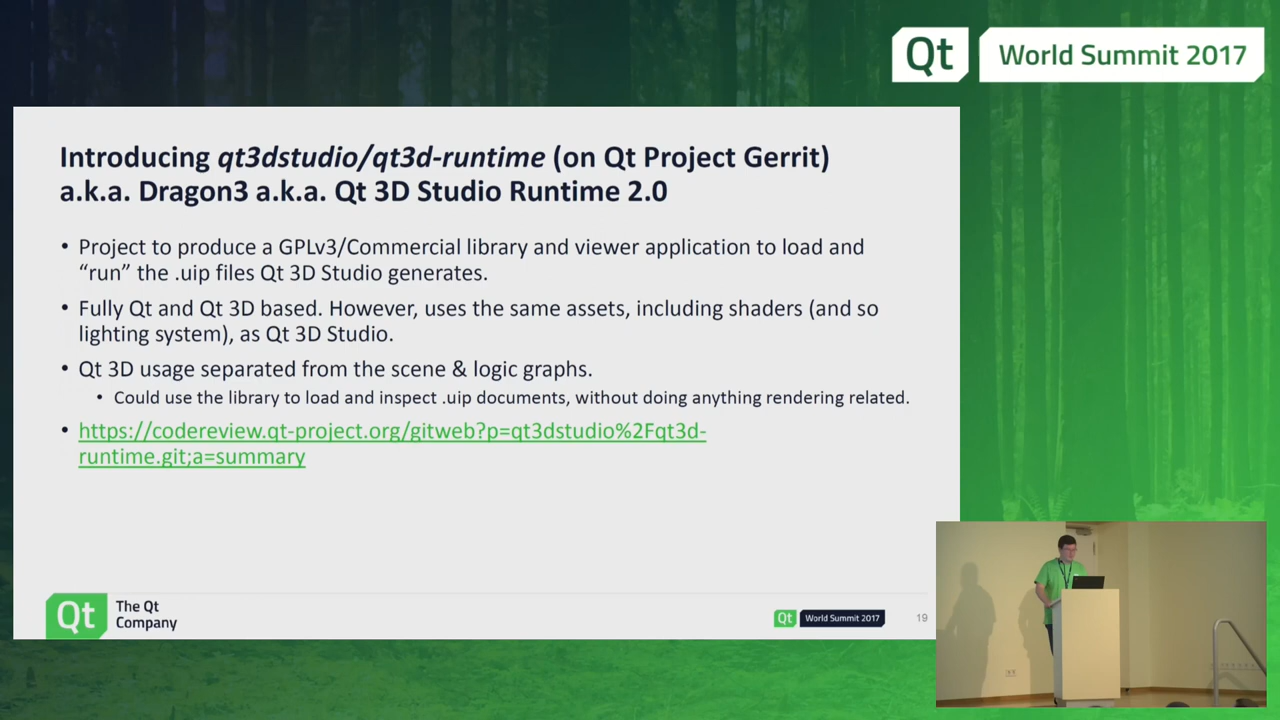 Qt World Summit 2017
Introducing qt3dstudio/qt3d-runtime (on Qt Project Gerrit)
a.k.a. Dragon3 a.k.a. Qt 3D Studio Runtime 2.0
• Project to produce a GPLv3/Commercial library and viewer application to load and
“run” the .uip files Qt 3D Studio generates.
• Fully Qt and Qt 3D based. However, uses the same assets, including shaders (and so
lighting system), as Qt 3D Studio.
• Qt 3D usage separated from the scene & logic graphs.
• Could use the library to load and inspect .uip documents, without doing anything rendering related.
• https://codereview.qt-project.org/gitweb?p=qt3dstudio%2Fqt3d-
runtime.git;a=summary
Qt The Qt
Company
Qt World Summit 2017 19